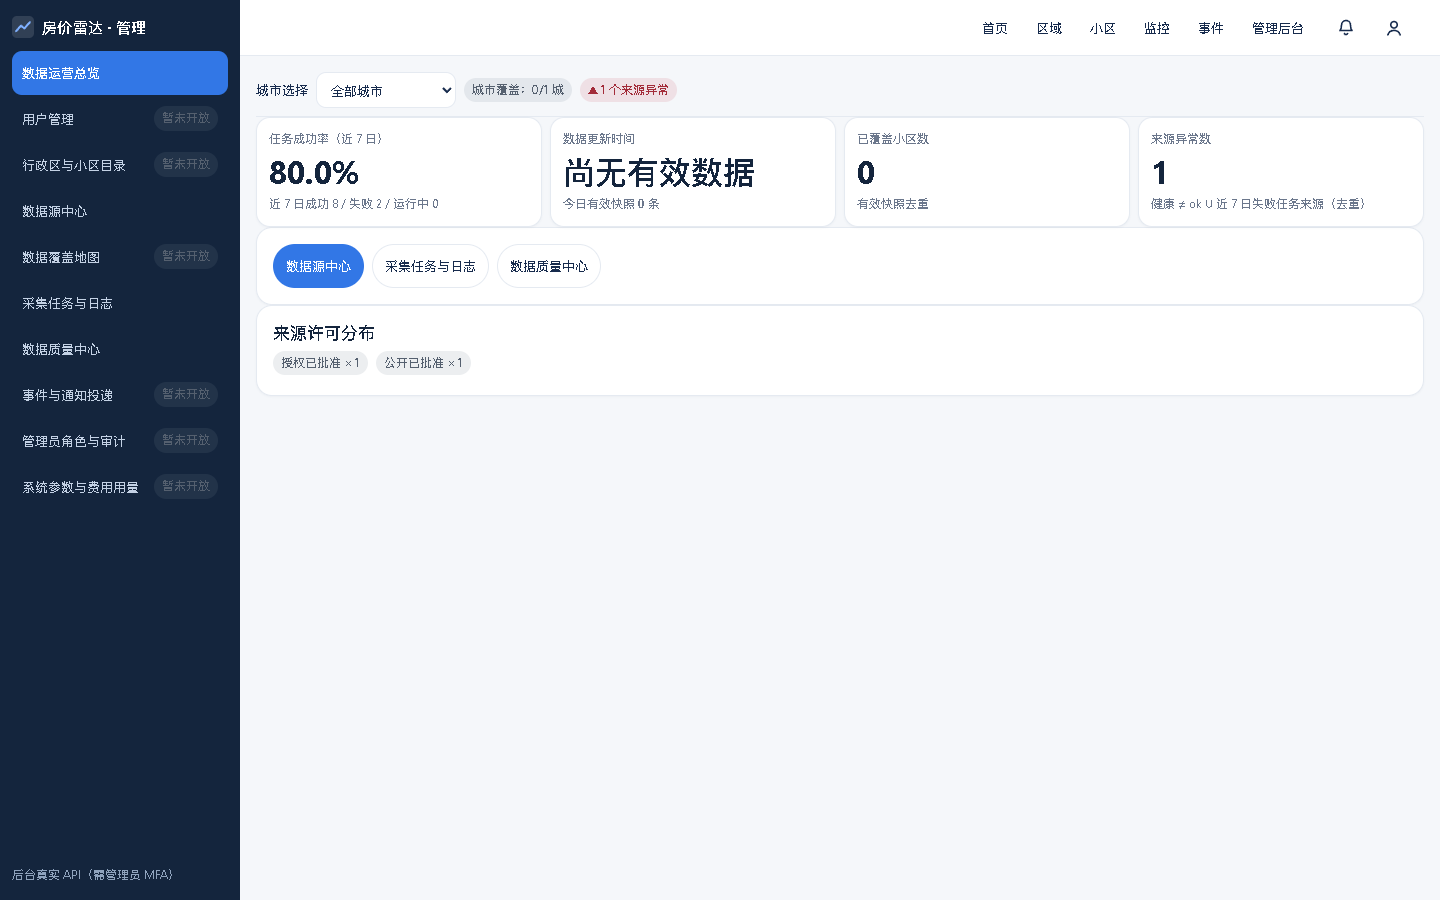 房价雷达 · 管理
数据运营总览
用户管理 暂未开放
行政区与小区目录 暂未开放
数据源中心
数据覆盖地图 暂未开放
采集任务与日志
数据质量中心
事件与通知投递 暂未开放
管理员角色与审计 暂未开放
系统参数与费用用量 暂未开放
后台真实 API（需管理员 MFA）
首页 区域 小区 监控 事件 管理后台
城市选择 全部城市 城市覆盖：0/1 城 ▲1 个来源异常
任务成功率（近 7 日）
80.0%
近 7 日成功 8 / 失败 2 / 运行中 0
数据更新时间
尚无有效数据
今日有效快照 0 条
已覆盖小区数
0
有效快照去重
来源异常数
1
健康 ≠ ok ∪ 近 7 日失败任务来源（去重）
数据源中心 采集任务与日志 数据质量中心
来源许可分布
授权已批准 ×1 公开已批准 ×1